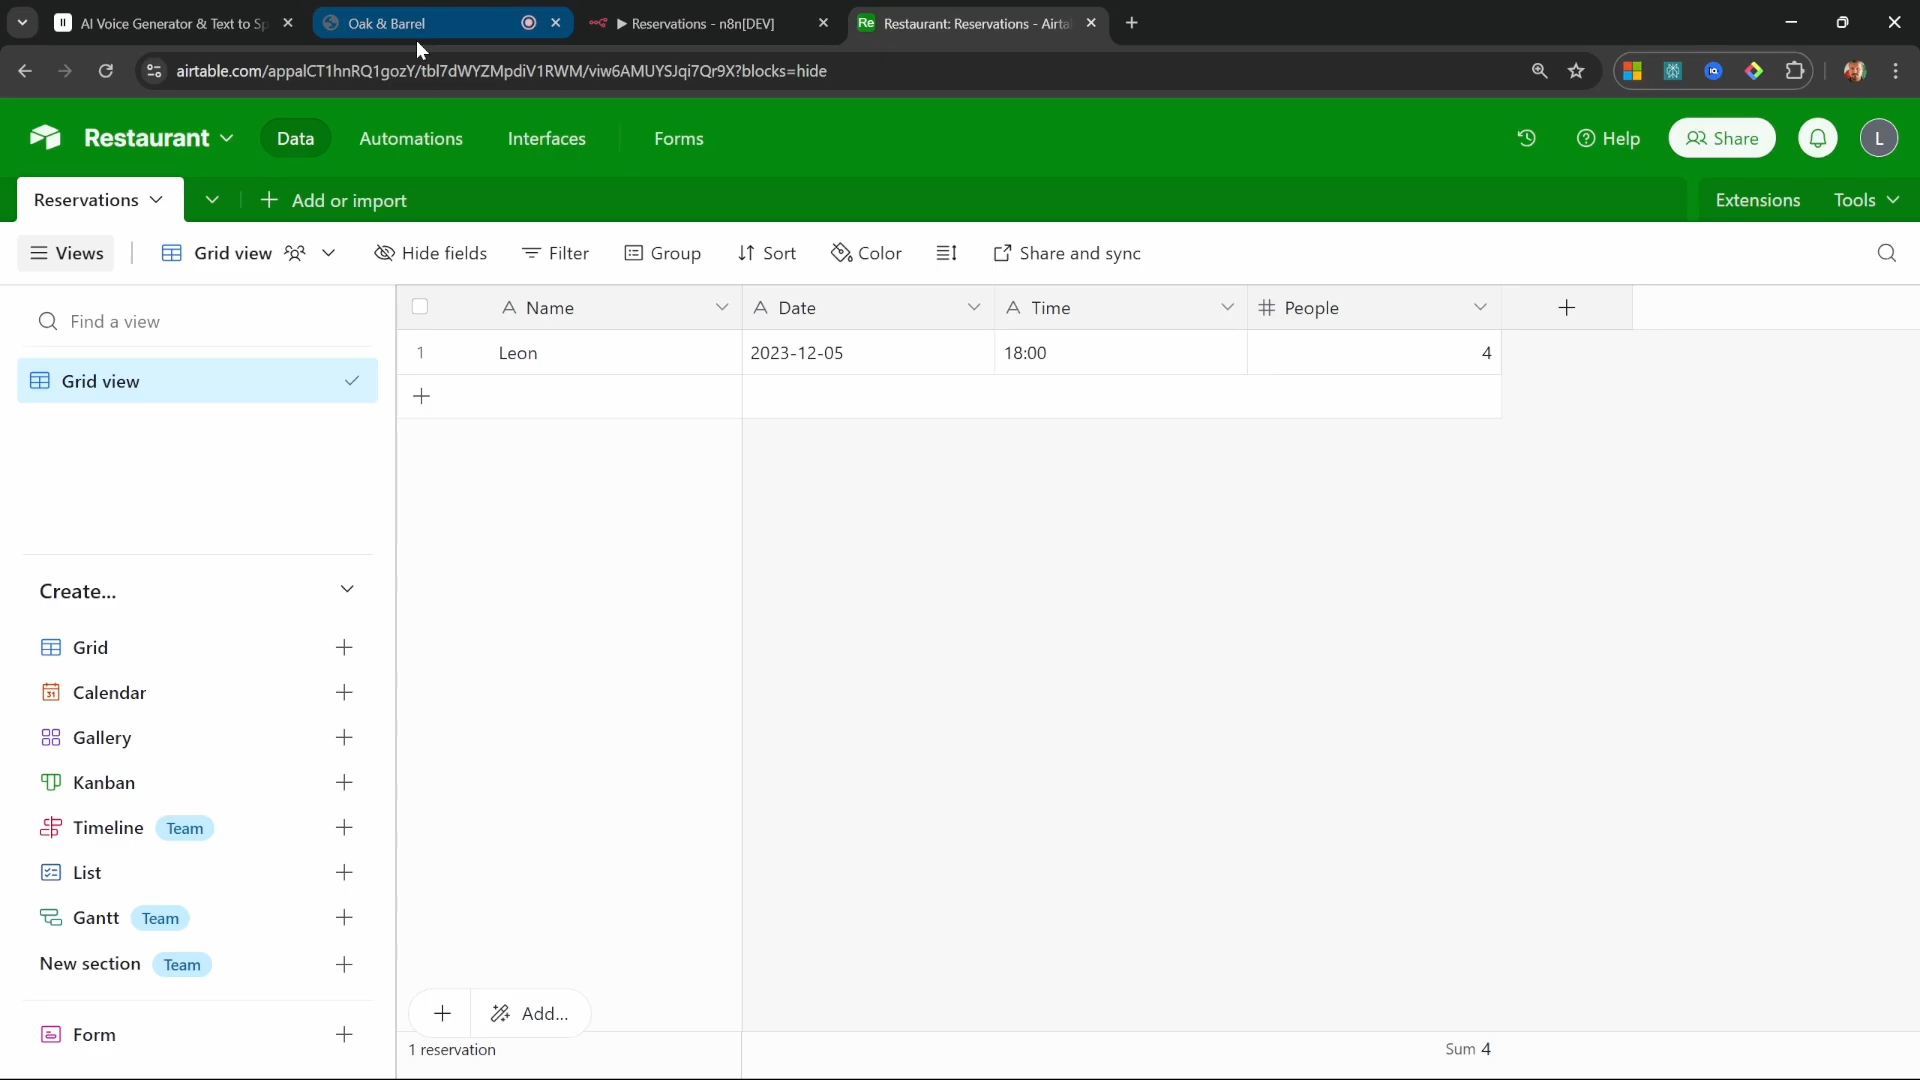 AI Voice Generator & Text to Sp
Oak & Barrel
▶ Reservations - n8n[DEV]
Re
Restaurant: Reservations - Airta
airtable.com/appalCT1hnRQ1gozY/tbl7dWYZMpdiV1RWM/viw6AMUYSJqi7Qr9X?blocks=hide
Restaurant
Data
Automations
Interfaces
Forms
Help
Share
L
Reservations
Add or import
Extensions
Tools
Views
Grid view
Hide fields
Filter
Group
Sort
Color
Share and sync
Find a view
Grid view
Name
Date
Time
People
1
Leon
2023-12-05
18:00
4
Create...
Grid
Calendar
Gallery
Kanban
Timeline Team
List
Gantt Team
New section Team
Form
Add...
1 reservation
Sum 4